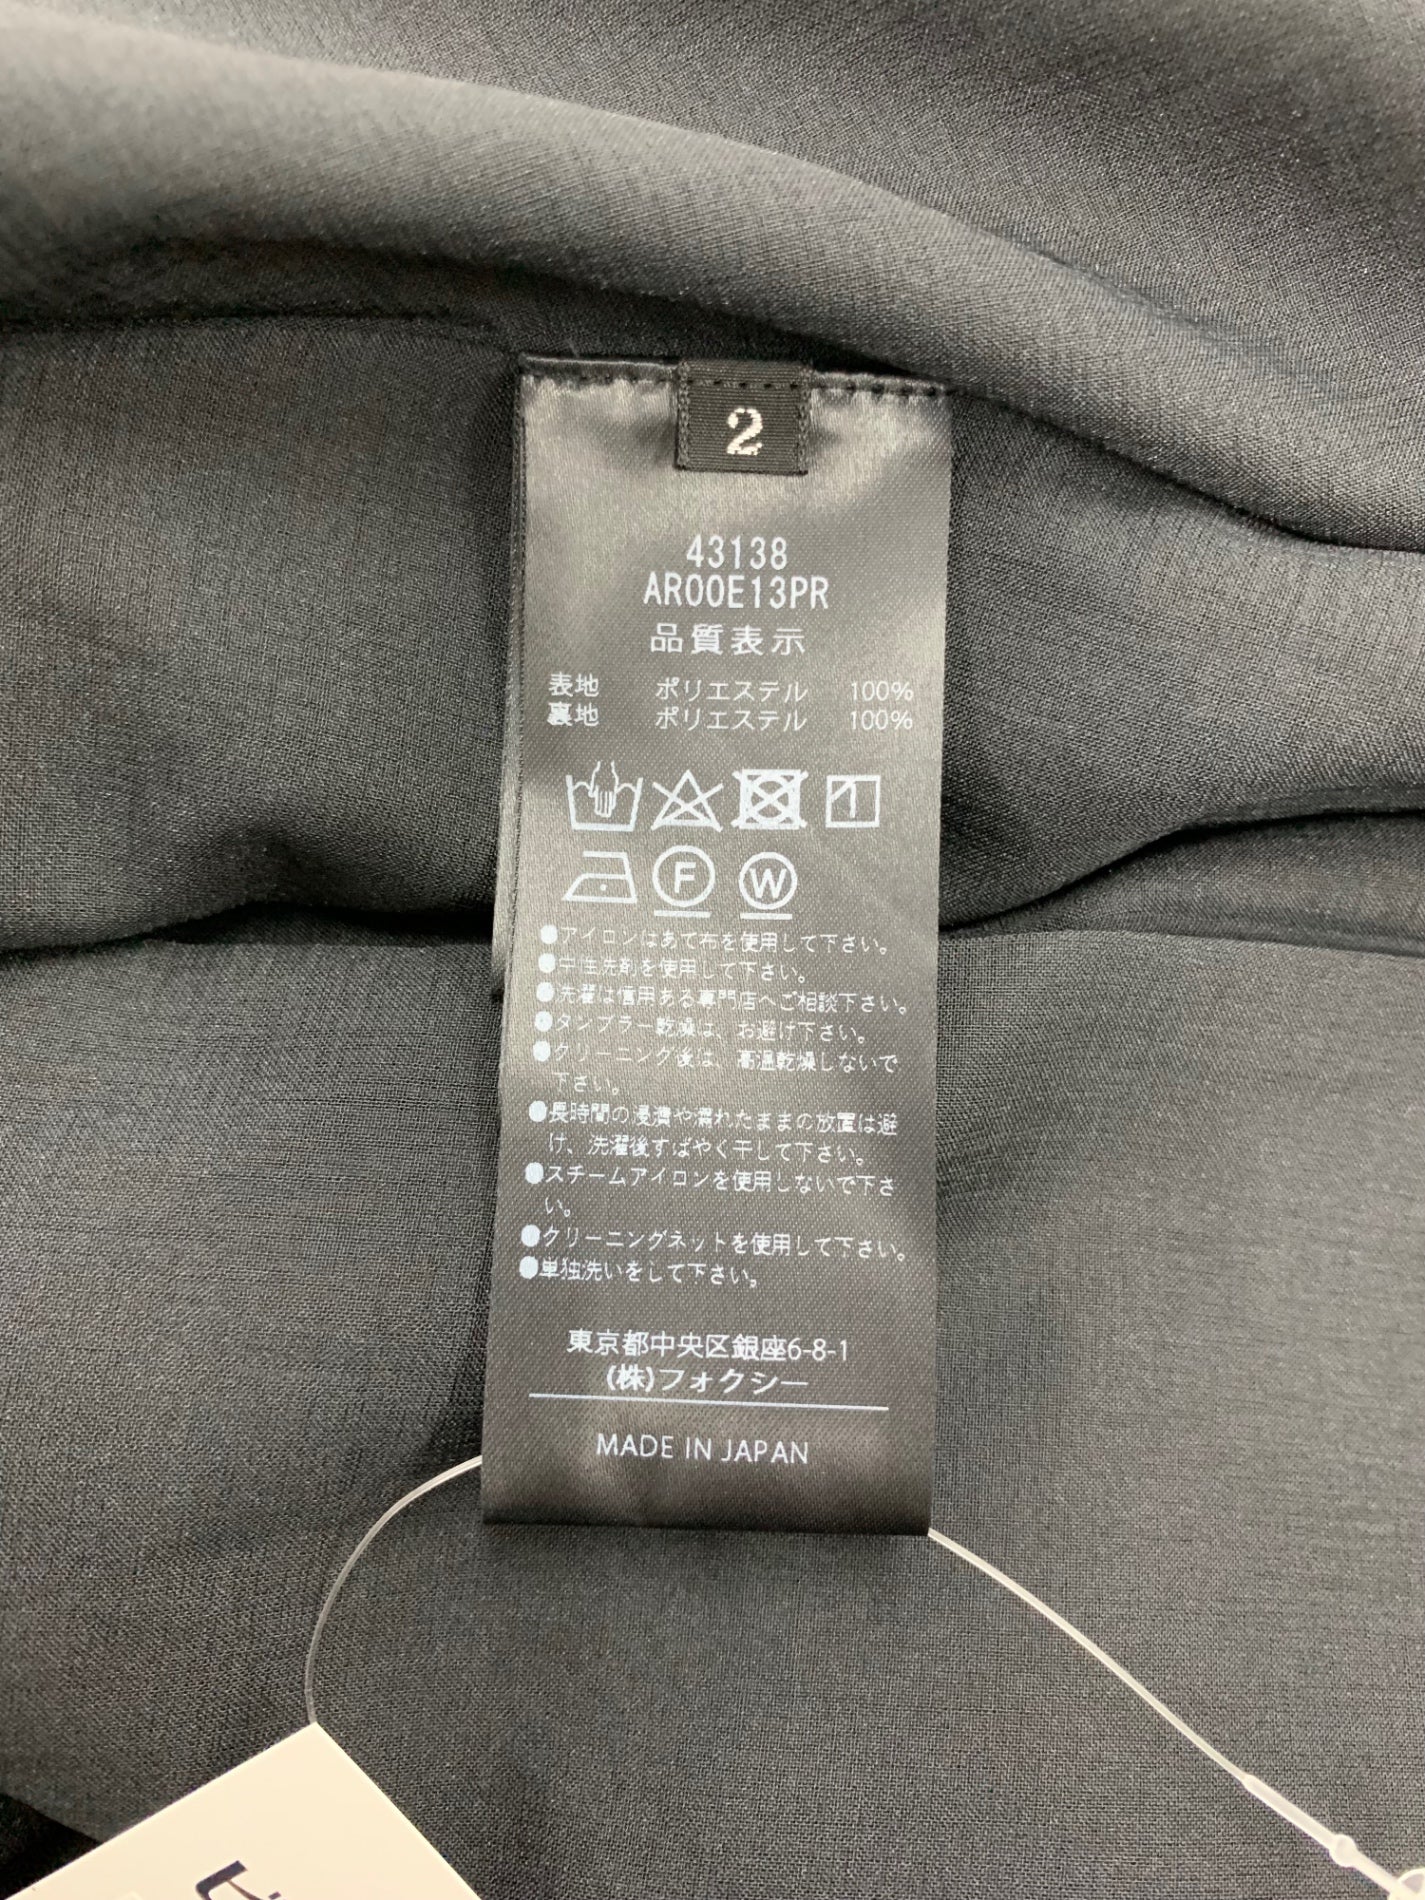 2
43138
AR00E13PR
品質表示
表地 ポリエステル 100%
裏地 ポリエステル 100%
F W
●アイロンはあて布を使用して下さい。
●中性洗剤を使用して下さい。
●洗濯は信用ある専門店へご相談下さい。
●タンブラー乾燥は、お避け下さい。
●クリーニング後は、高温乾燥しないで
下さい。
●長時間の浸漬や濡れたままの放置は避
け、洗濯後すばやく干して下さい。
●スチームアイロンを使用しないで下さ
い。
●クリーニングネットを使用して下さい。
●単独洗いをして下さい。
東京都中央区銀座6-8-1
(株)フォクシー
MADE IN JAPAN